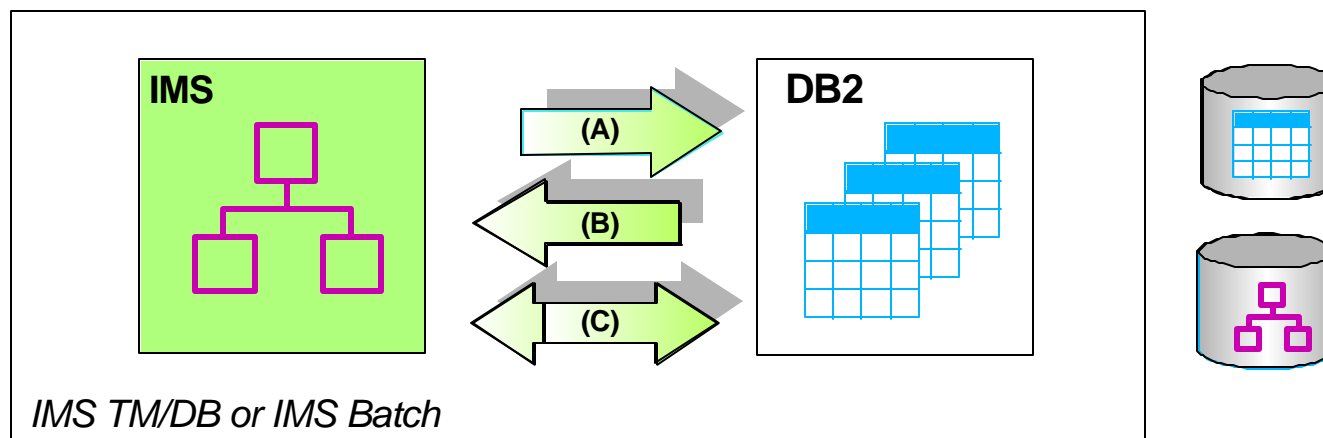 IMS
DB2
(A)
(B)
(C)
IMS TM/DB or IMS Batch